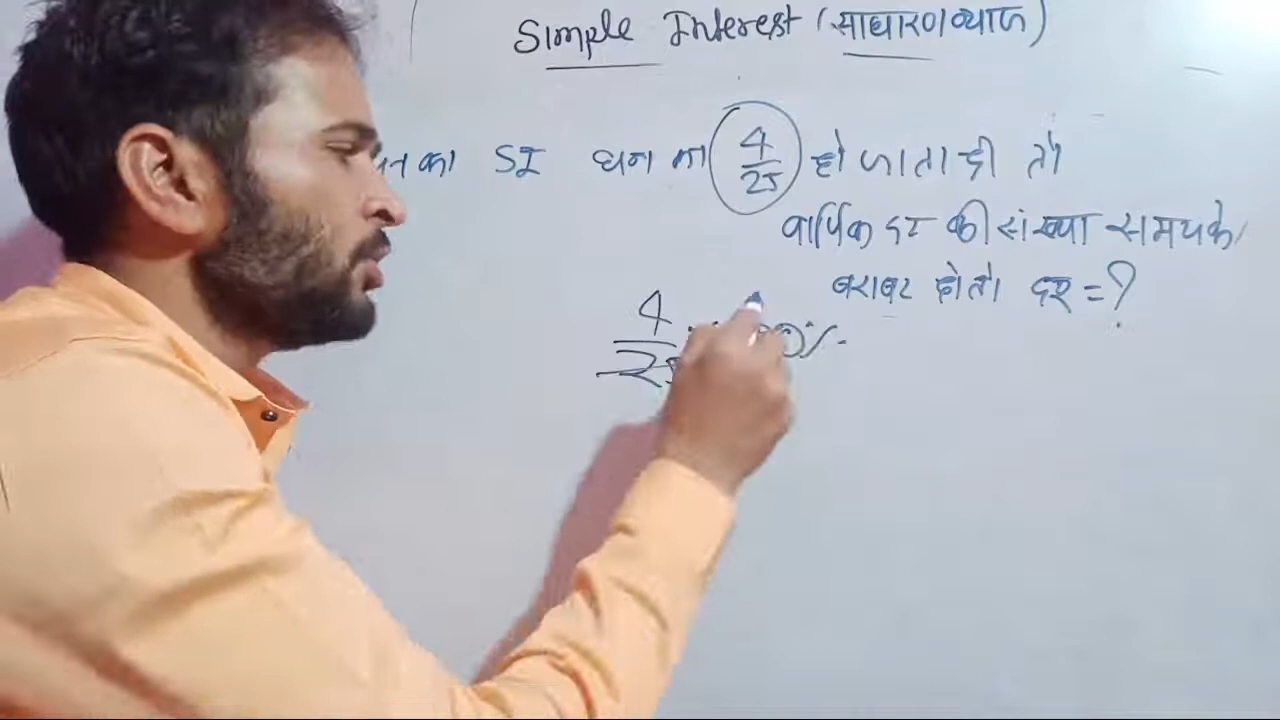 Simple Interest (साधारण ब्याज)
का SI धन का 4/25 हो जाता है तो
वार्षिक दर की संख्या समय के
बराबर हो तो दर = ?
4/25
%